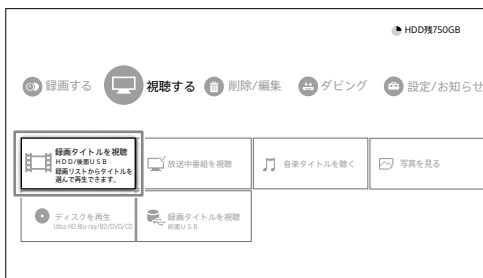 HDD残750GB
録画する 視聴する 削除/編集 ダビング 設定/お知らせ
録画タイトルを視聴
HDD/後面USB
録画リストからタイトルを
選んで再生できます。
放送中番組を視聴
音楽タイトルを聴く
写真を見る
ディスクを再生
Ultra HD Blu-ray/BD/DVD/CD
録画タイトルを視聴
前面USB